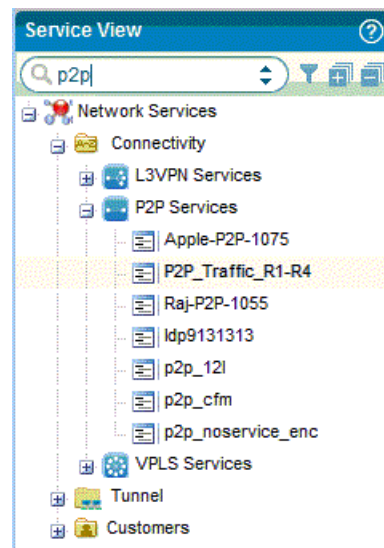 Service View
p2p
Network Services
Connectivity
L3VPN Services
P2P Services
Apple-P2P-1075
P2P_Traffic_R1-R4
Raj-P2P-1055
ldp9131313
p2p_12l
p2p_cfm
p2p_noservice_enc
VPLS Services
Tunnel
Customers